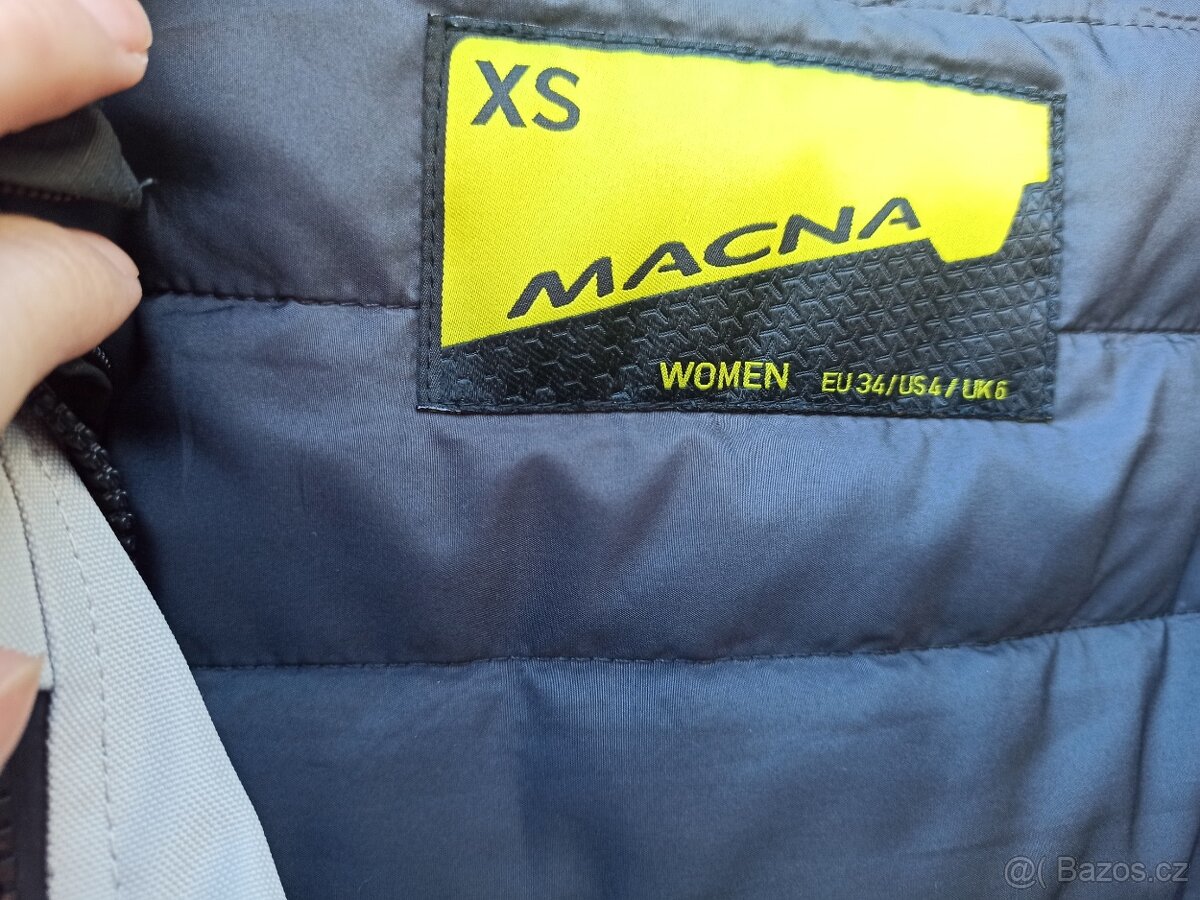 XS
MACNA
WOMEN EU 34/US 4/UK 6
@( Bazos.cz